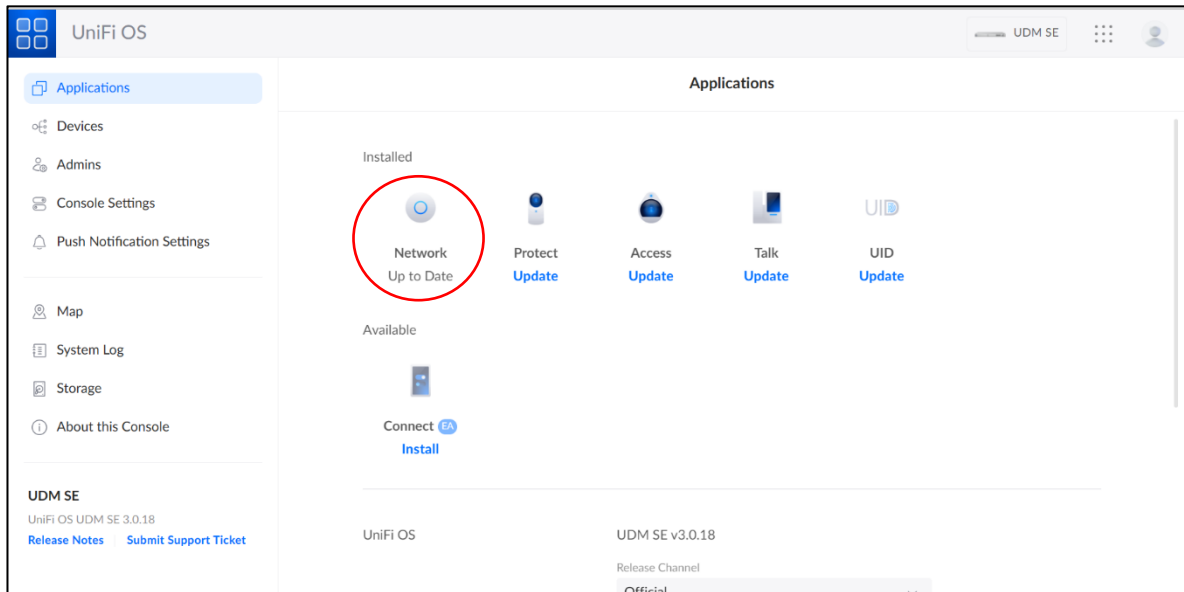 UniFi OS
UDM SE
Applications
Devices
Admins
Console Settings
Push Notification Settings
Map
System Log
Storage
About this Console
UDM SE
UniFi OS UDM SE 3.0.18
Release Notes Submit Support Ticket
Applications
Installed
Network Protect Access Talk UID
Up to Date Update Update Update Update
Available
Connect EA
Install
UniFi OS UDM SE v3.0.18
Release Channel
Official